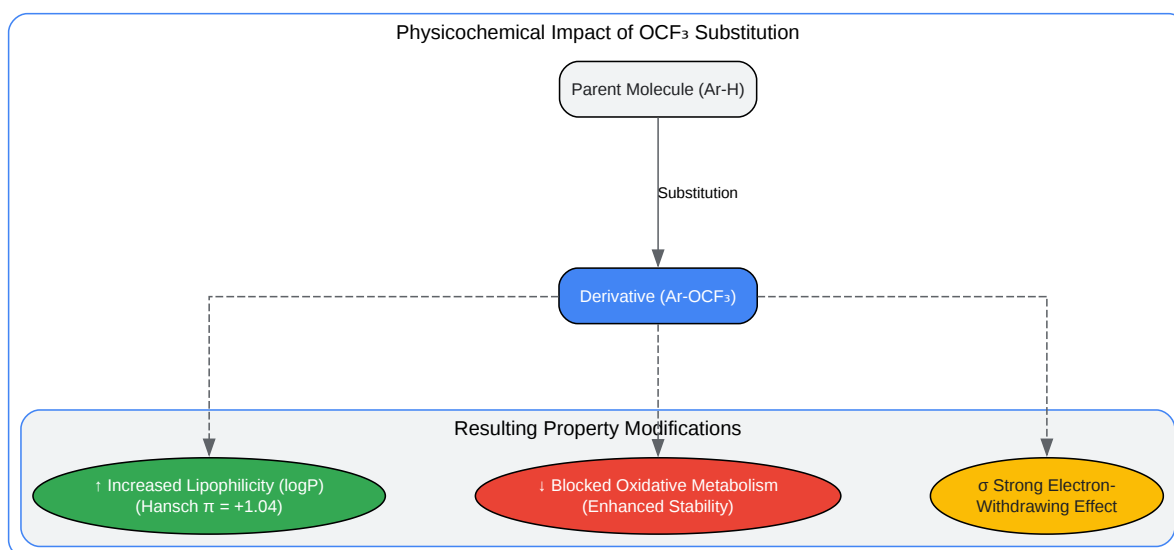 Physicochemical Impact of OCF₃ Substitution
Parent Molecule (Ar-H)
Substitution
Derivative (Ar-OCF₃)
Resulting Property Modifications
↑ Increased Lipophilicity (logP)
(Hansch π = +1.04)
↓ Blocked Oxidative Metabolism
(Enhanced Stability)
σ Strong Electron-
Withdrawing Effect